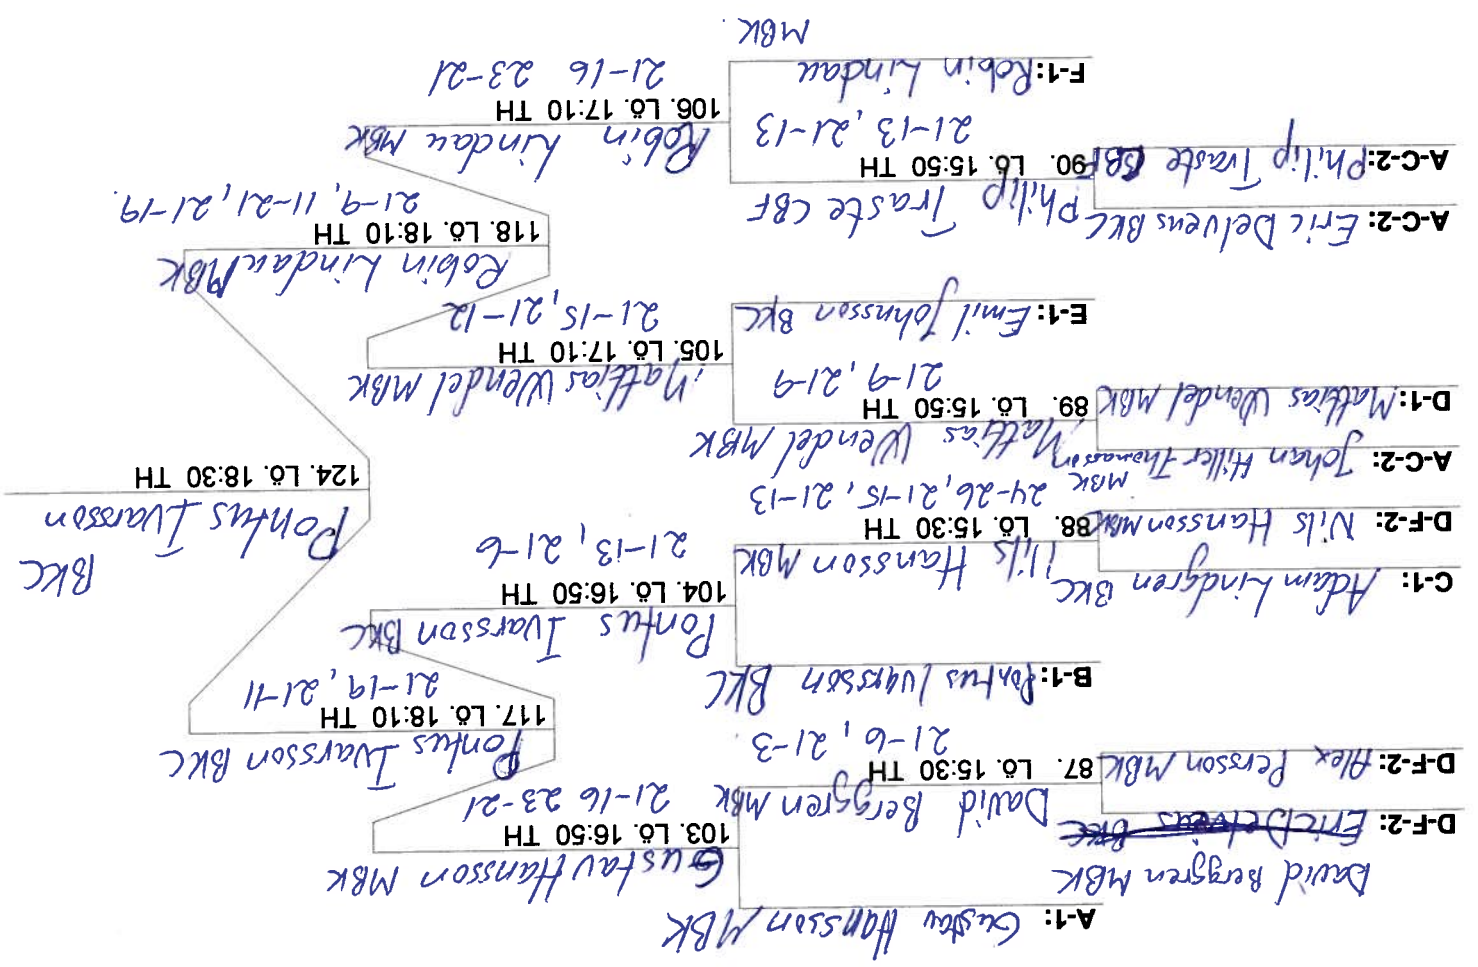 A-1: Gustav Hansson MBK
David Berggren MBK
Gustav Hansson MBK
D-F-2: Eric Delvens BKC
103. Lö. 16:50 TH
David Berggren MBK
21-16 23-21
D-F-2: Alex Persson MBK
87. Lö. 15:30 TH
21-6, 21-3
Pontus Ivarsson BKC
117. Lö. 18:10 TH
21-19, 21-11
B-1: Pontus Ivarsson BKC
Pontus Ivarsson BKC
104. Lö. 16:50 TH
21-13, 21-6
C-1: Adam Lindgren BKC
Nils Hansson MBK
BKC
D-F-2: Nils Hansson MBK
88. Lö. 15:30 TH
24-26, 21-15, 21-13
Pontus Ivarsson
124. Lö. 18:30 TH
A-C-2: Johan Hiller Thomasson MBK
Mattias Wendel MBK
D-1: Mattias Wendel MBK
89. Lö. 15:50 TH
21-9, 21-9
Mattias Wendel MBK
105. Lö. 17:10 TH
21-15, 21-12
E-1: Emil Johnsson BKC
Robin Lindau MBK
118. Lö. 18:10 TH
21-9, 11-21, 21-19.
A-C-2: Eric Delvens BKC
Philip Traste CBF
A-C-2: Philip Traste CBF
90. Lö. 15:50 TH
21-13, 21-13
Robin Lindau MBK
106. Lö. 17:10 TH
21-16 23-21
F-1: Robin Lindau
MBK